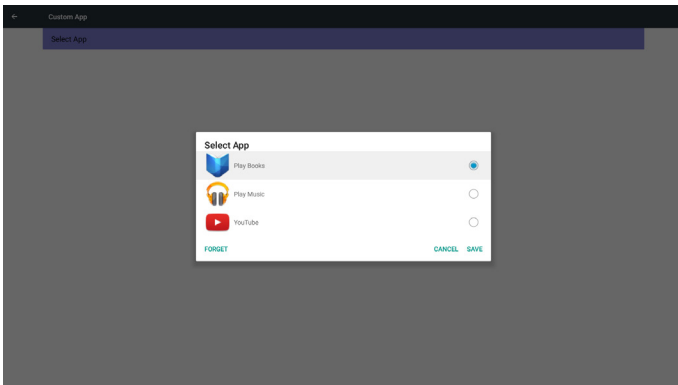 Custom App
Select App
Select App
Play Books
Play Music
YouTube
FORGET CANCEL SAVE